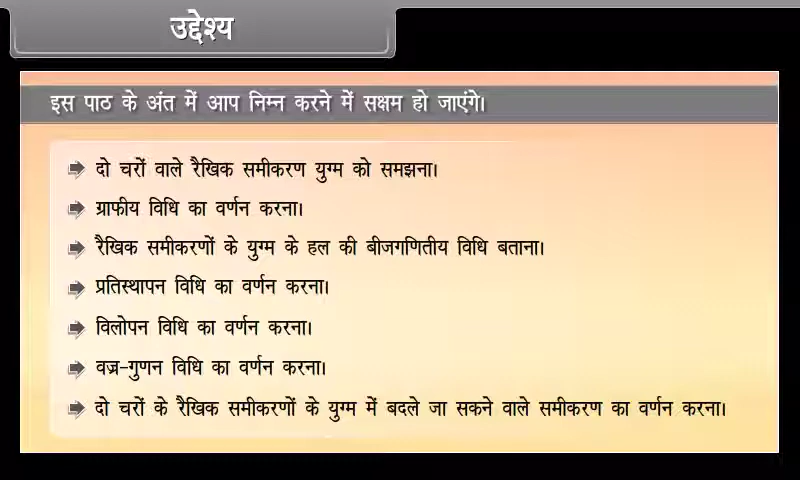 उद्देश्य
इस पाठ के अंत में आप निम्न करने में सक्षम हो जाएंगे।
दो चरों वाले रैखिक समीकरण युग्म को समझना।
ग्राफीय विधि का वर्णन करना।
रैखिक समीकरणों के युग्म के हल की बीजगणितीय विधि बताना।
प्रतिस्थापन विधि का वर्णन करना।
विलोपन विधि का वर्णन करना।
वज्र-गुणन विधि का वर्णन करना।
दो चरों के रैखिक समीकरणों के युग्म में बदले जा सकने वाले समीकरण का वर्णन करना।